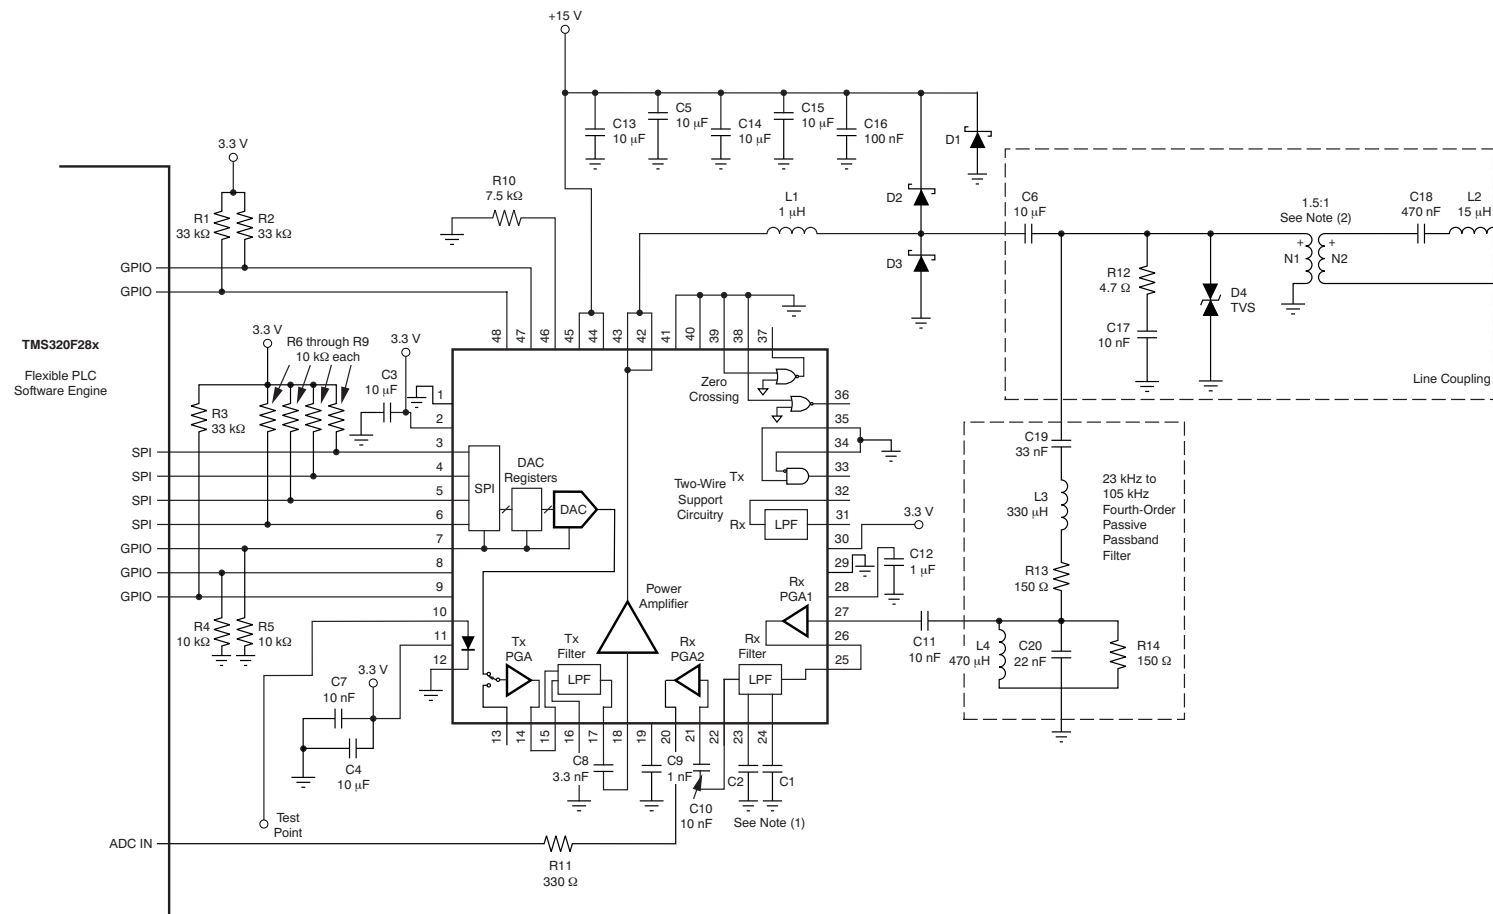 +15 V
C13
10 μF
C5
10 μF
C14
10 μF
C15
10 μF
C16
100 nF
D1
3.3 V
R1
33 kΩ
R2
33 kΩ
R10
7.5 kΩ
L1
1 μH
D2
D3
C6
10 μF
1.5:1
See Note (2)
C18
470 nF
L2
15 μH
+
N1
+
N2
R12
4.7 Ω
C17
10 nF
D4
TVS
Line Coupling
GPIO
GPIO
TMS320F28x
Flexible PLC
Software Engine
3.3 V
R6 through R9
10 kΩ each
3.3 V
C3
10 μF
R3
33 kΩ
48
47
46
45
44
43
42
41
40
39
38
37
Zero
Crossing
1
2
3
4
5
6
7
8
9
10
11
12
36
35
34
33
32
31
30
29
28
27
26
25
SPI
SPI
SPI
SPI
GPIO
GPIO
GPIO
SPI
DAC
Registers
DAC
Two-Wire
Support
Circuitry
Tx
Rx
LPF
3.3 V
C12
1 μF
C19
33 nF
L3
330 μH
R13
150 Ω
23 kHz to
105 kHz
Fourth-Order
Passive
Passband
Filter
L4
470 μH
C20
22 nF
R14
150 Ω
C11
10 nF
R4
10 kΩ
R5
10 kΩ
3.3 V
C7
10 nF
C4
10 μF
Power
Amplifier
Rx
PGA1
Tx
PGA
Tx
Filter
LPF
Rx
PGA2
Rx
Filter
LPF
13
14
15
16
17
18
19
20
21
22
23
24
C8
3.3 nF
C9
1 nF
C10
10 nF
C2
C1
See Note (1)
Test
Point
ADC IN
R11
330 Ω